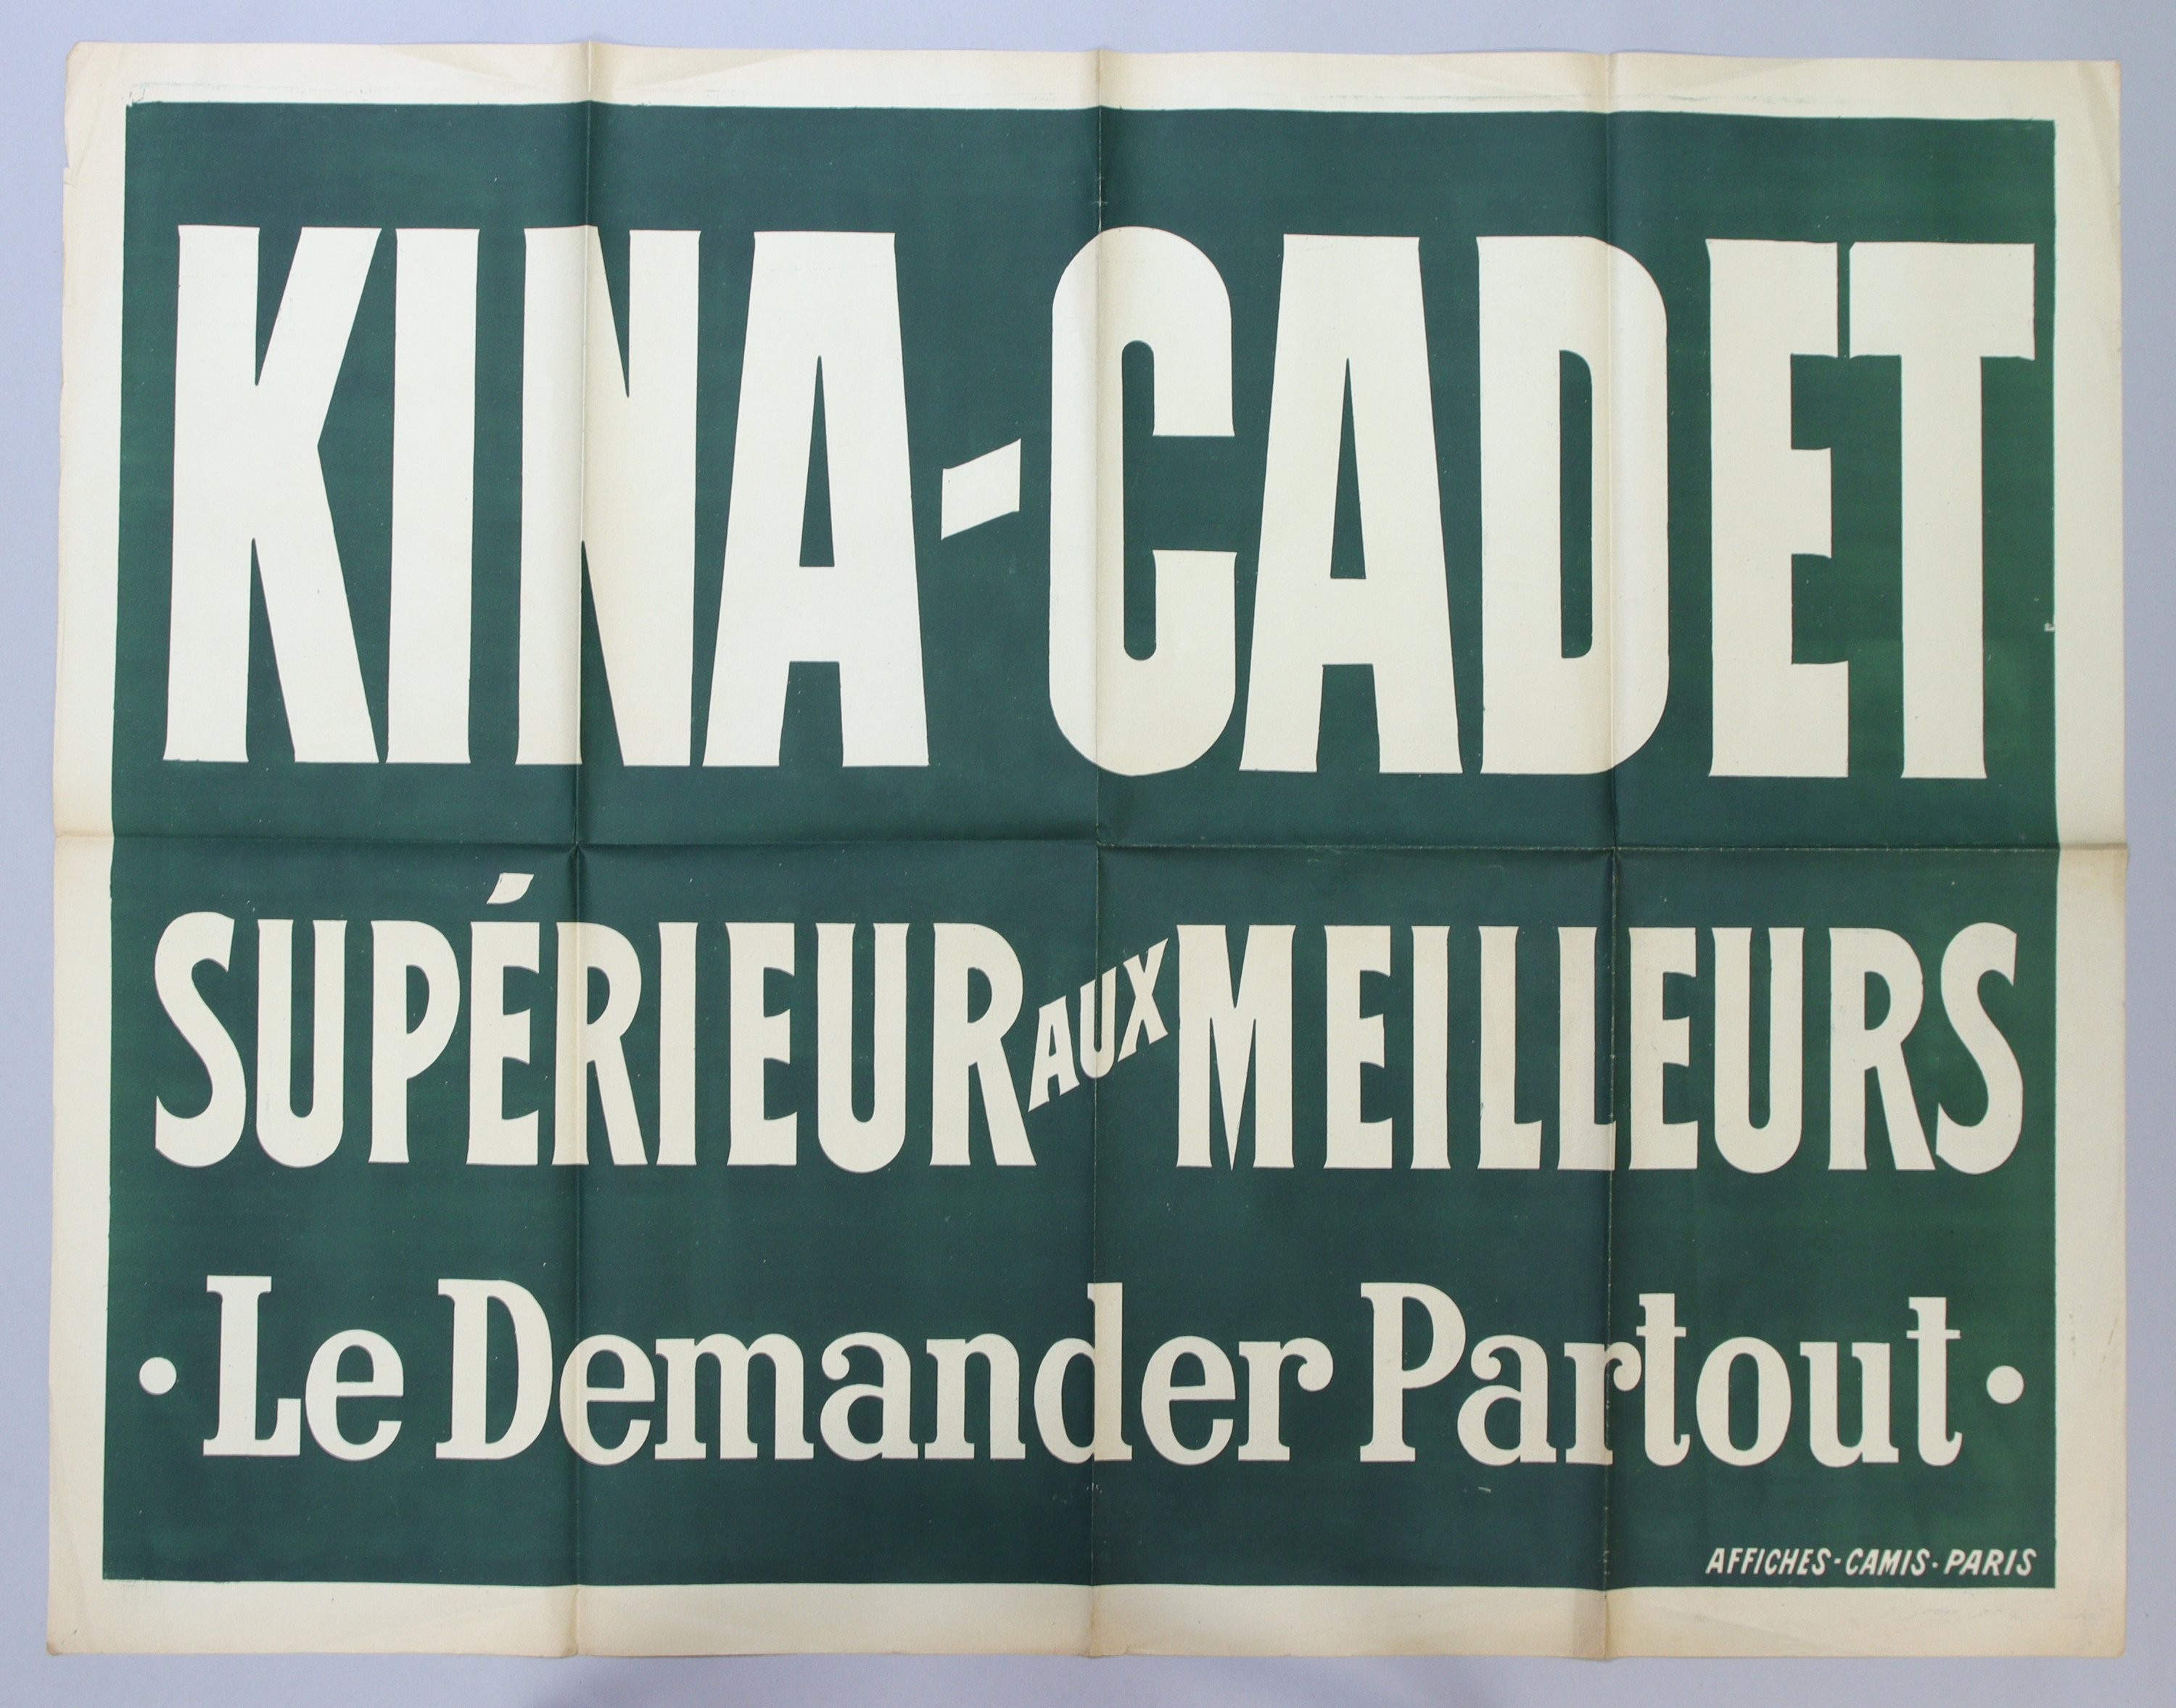 KINA-CADET
SUPÉRIEUR AUX MEILLEURS
• Le Demander Partout •
AFFICHES-CAMIS-PARIS